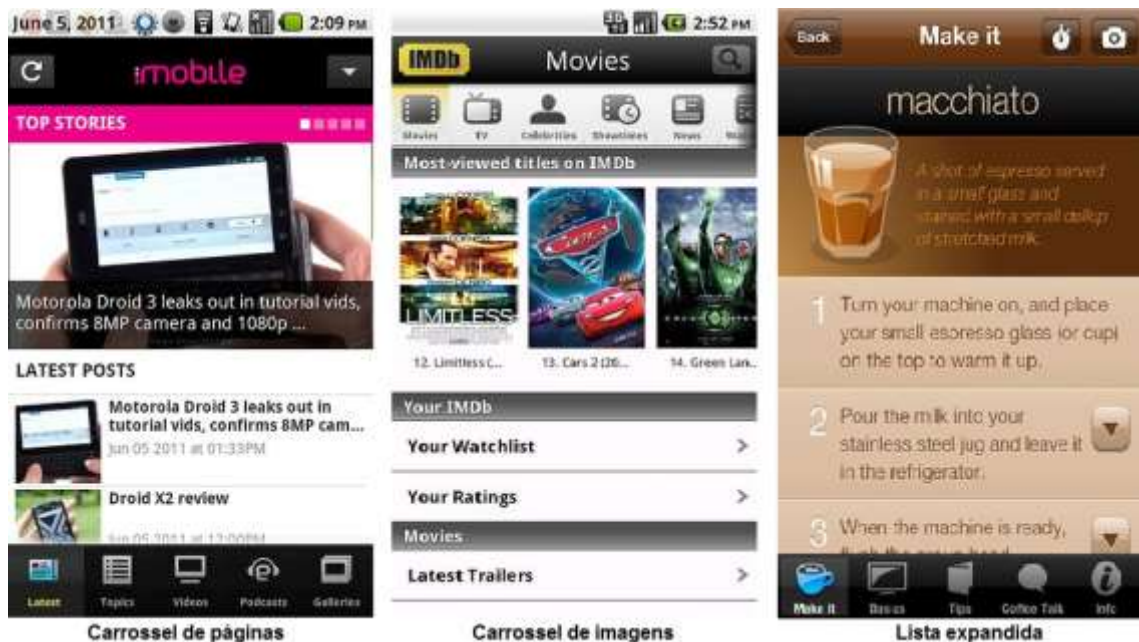 June 5, 2011
2:09 PM
mobile
TOP STORIES
Motorola Droid 3 leaks out in tutorial vids,
confirms 8MP camera and 1080p ...
LATEST POSTS
Motorola Droid 3 leaks out in
tutorial vids, confirms 8MP cam...
Jun 05 2011 at 01:33PM
Droid X2 review
Jun 05 2011 at 12:00PM
Latest
Topics
Videos
Podcasts
Galleries
Carrossel de páginas
2:52 PM
IMDb
Movies
Movies
TV
Celebrities
Showtimes
News
Most-viewed titles on IMDb
LIMITLESS
12. Limitless (...
13. Cars 2 (20...
14. Green Lan...
Your IMDb
Your Watchlist
Your Ratings
Movies
Latest Trailers
Carrossel de imagens
Back
Make it
macchiato
A shot of espresso served
in a small glass and
stained with a small dollop
of stretched milk.
1
Turn your machine on, and place
your small espresso glass (or cup)
on the top to warm it up.
2
Pour the milk into your
stainless steel jug and leave it
in the refrigerator.
3
When the machine is ready,
Make it
Basics
Tips
Coffee Talk
Info
Lista expandida